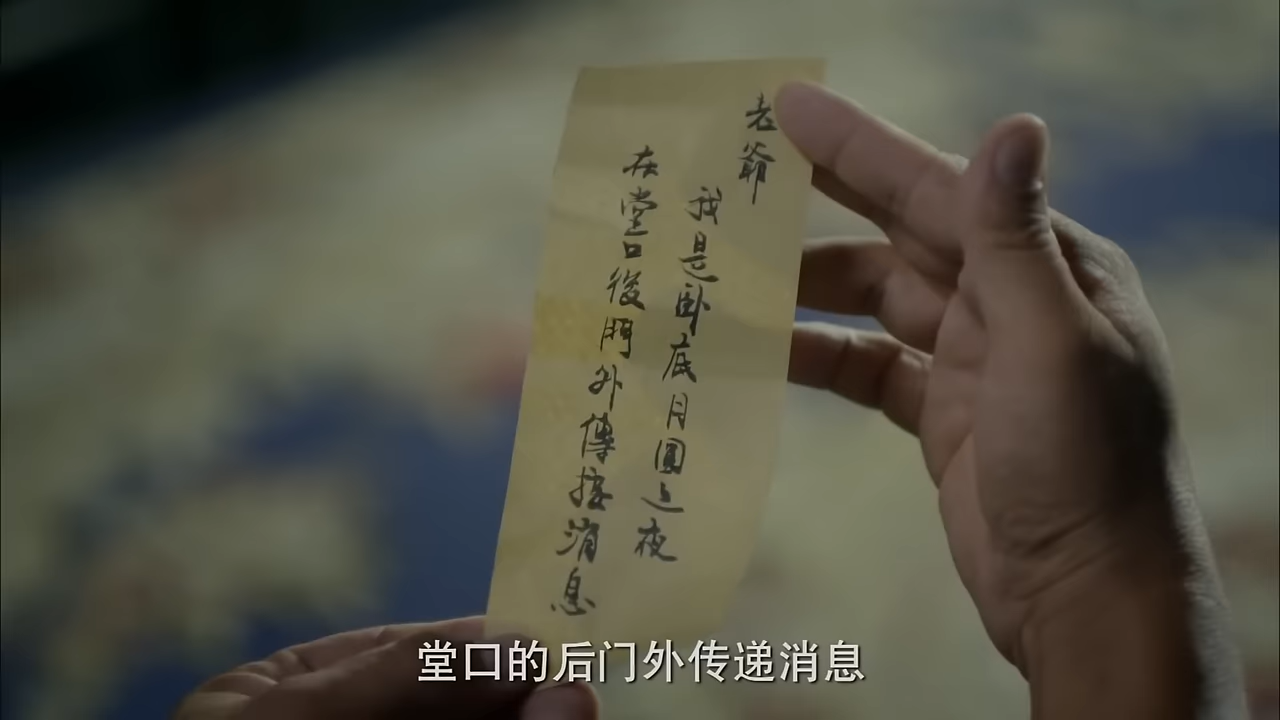 老爺
我是卧底月圓之夜
在堂口後門外傳接消息
堂口的后门外传递消息